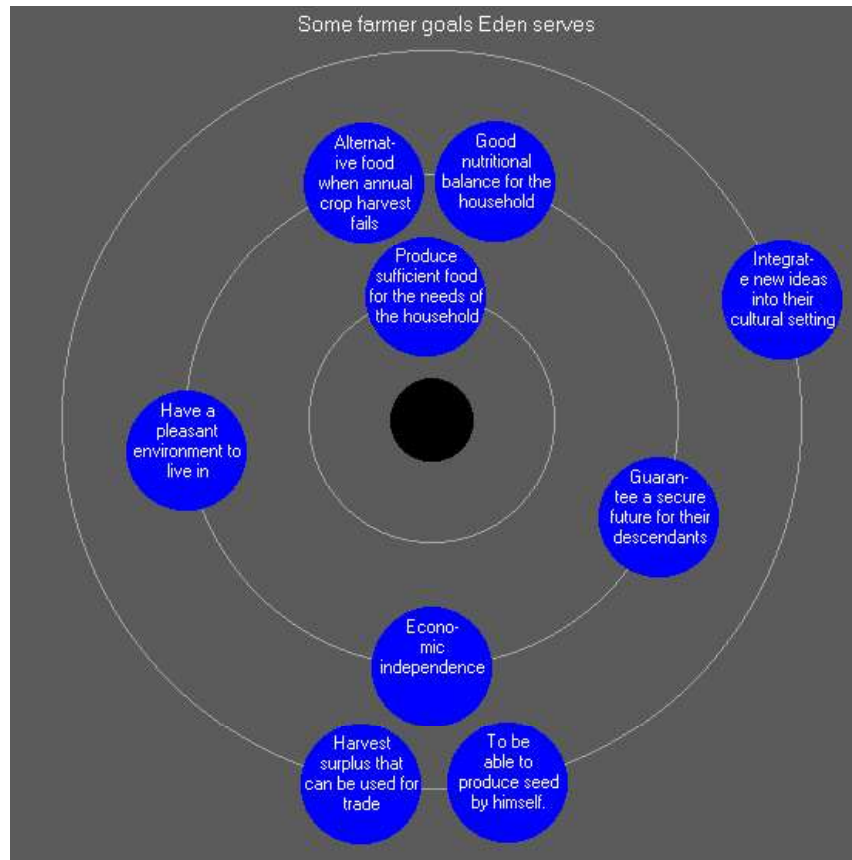 Some farmer goals Eden serves
Alternat-
ive food
when annual
crop harvest
fails
Good
nutritional
balance for the
household
Produce
sufficient food
for the needs of
the household
Integrat-
e new ideas
into their
cultural setting
Have a
pleasant
environment to
live in
Guaran-
tee a secure
future for their
descendants
Econo-
mic
independence
Harvest
surplus that
can be used for
trade
To be
able to
produce seed
by himself.